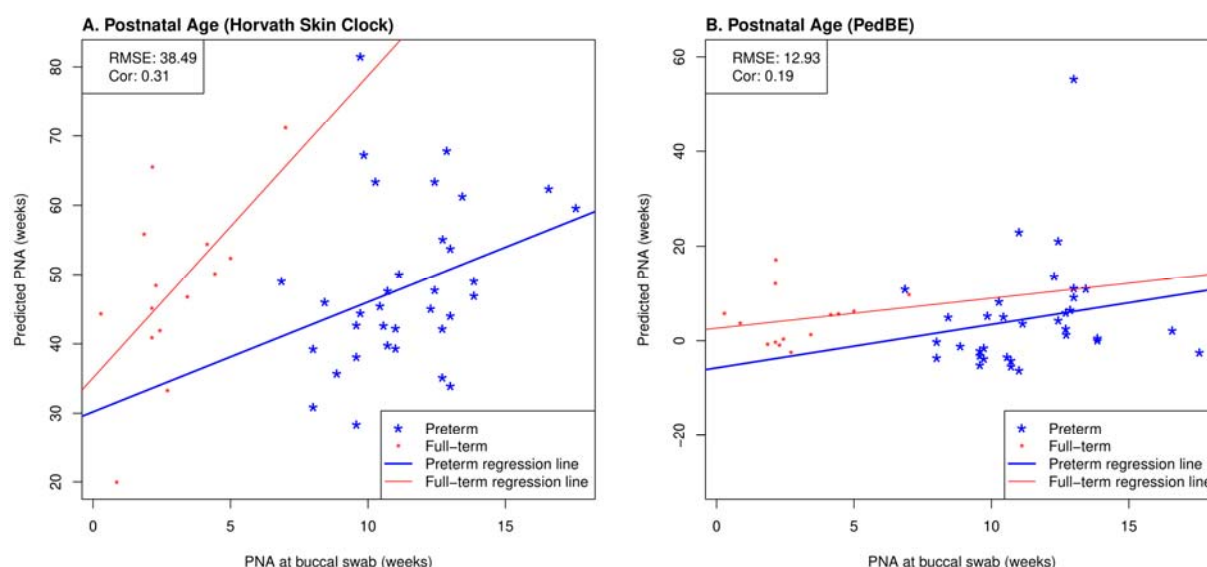 A. Postnatal Age (Horvath Skin Clock)
RMSE: 38.49
Cor: 0.31
Predicted PNA (weeks)
80
70
60
50
40
30
20
0 5 10 15
PNA at buccal swab (weeks)
Preterm
Full-term
Preterm regression line
Full-term regression line
B. Postnatal Age (PedBE)
RMSE: 12.93
Cor: 0.19
Predicted PNA (weeks)
60
40
20
0
-20
0 5 10 15
PNA at buccal swab (weeks)
Preterm
Full-term
Preterm regression line
Full-term regression line